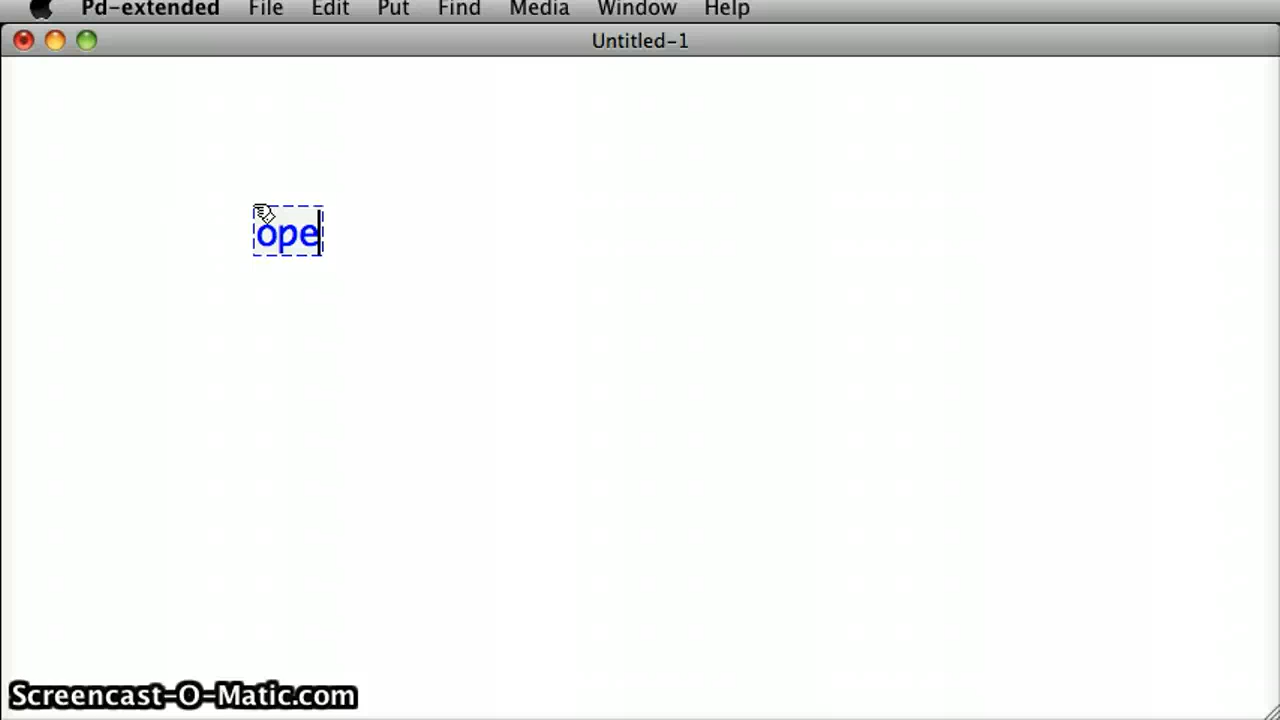 Pd-extended File Edit Put Find Media Window Help
Untitled-1
ope
Screencast-O-Matic.com